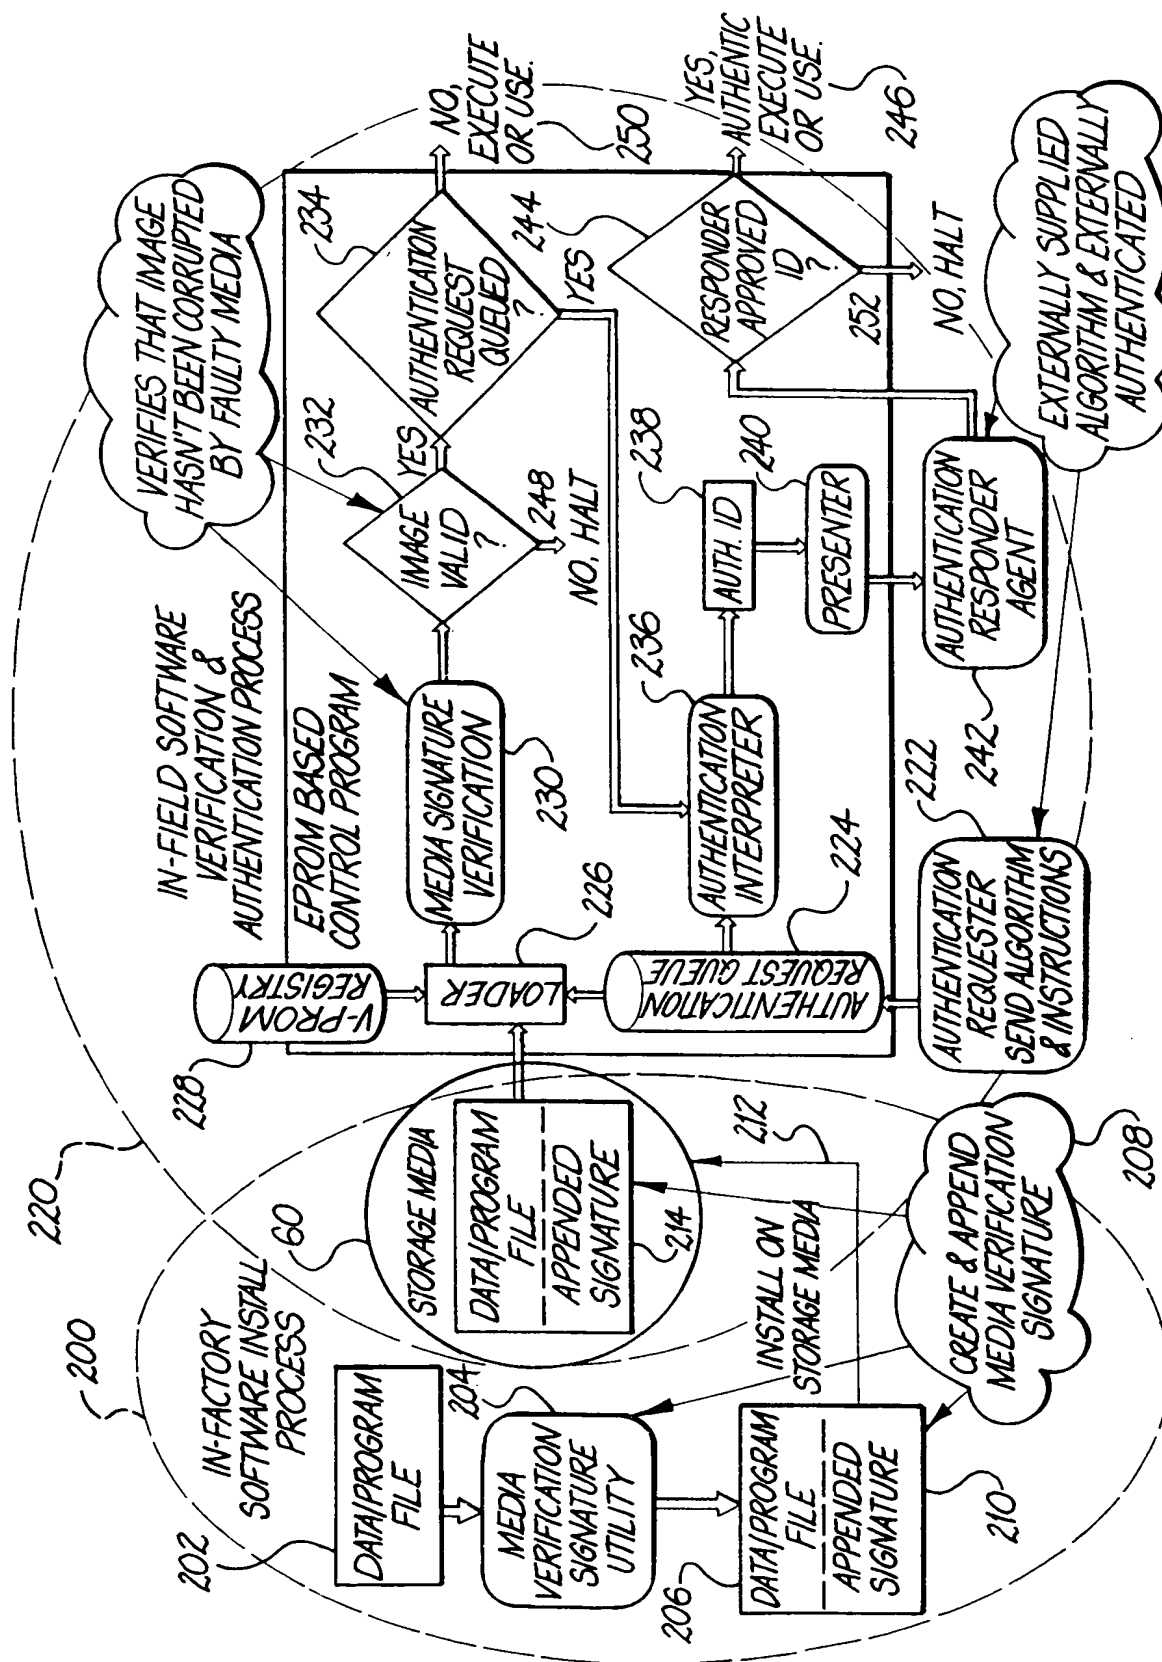 200
IN-FACTORY
SOFTWARE INSTALL
PROCESS
202
DATA/PROGRAM
FILE
204
MEDIA
VERIFICATION
SIGNATURE
UTILITY
206
DATA/PROGRAM
FILE
APPENDED
SIGNATURE
210
INSTALL ON
STORAGE MEDIA
212
CREATE & APPEND
MEDIA VERIFICATION
SIGNATURE
208
60
STORAGE MEDIA
DATA/PROGRAM
FILE
APPENDED
SIGNATURE
214
220
IN-FIELD SOFTWARE
VERIFICATION &
AUTHENTICATION PROCESS
228
V-PROM
REGISTRY
EPROM BASED
CONTROL PROGRAM
LOADER
226
AUTHENTICATION
REQUEST QUEUE
224
AUTHENTICATION
REQUESTER
SEND ALGORITHM
& INSTRUCTIONS
222
MEDIA SIGNATURE
VERIFICATION
230
VERIFIES THAT IMAGE
HASN'T BEEN CORRUPTED
BY FAULTY MEDIA
232
IMAGE
VALID
?
YES
248
NO, HALT
234
AUTHENTICATION
REQUEST
QUEUED
?
YES
NO,
EXECUTE
OR USE.
250
236
AUTHENTICATION
INTERPRETER
238
AUTH. ID
240
PRESENTER
AUTHENTICATION
RESPONDER
AGENT
242
244
RESPONDER
APPROVED
ID
?
YES,
AUTHENTIC
EXECUTE
OR USE.
246
252
NO, HALT
EXTERNALLY SUPPLIED
ALGORITHM & EXTERNALLY
AUTHENTICATED